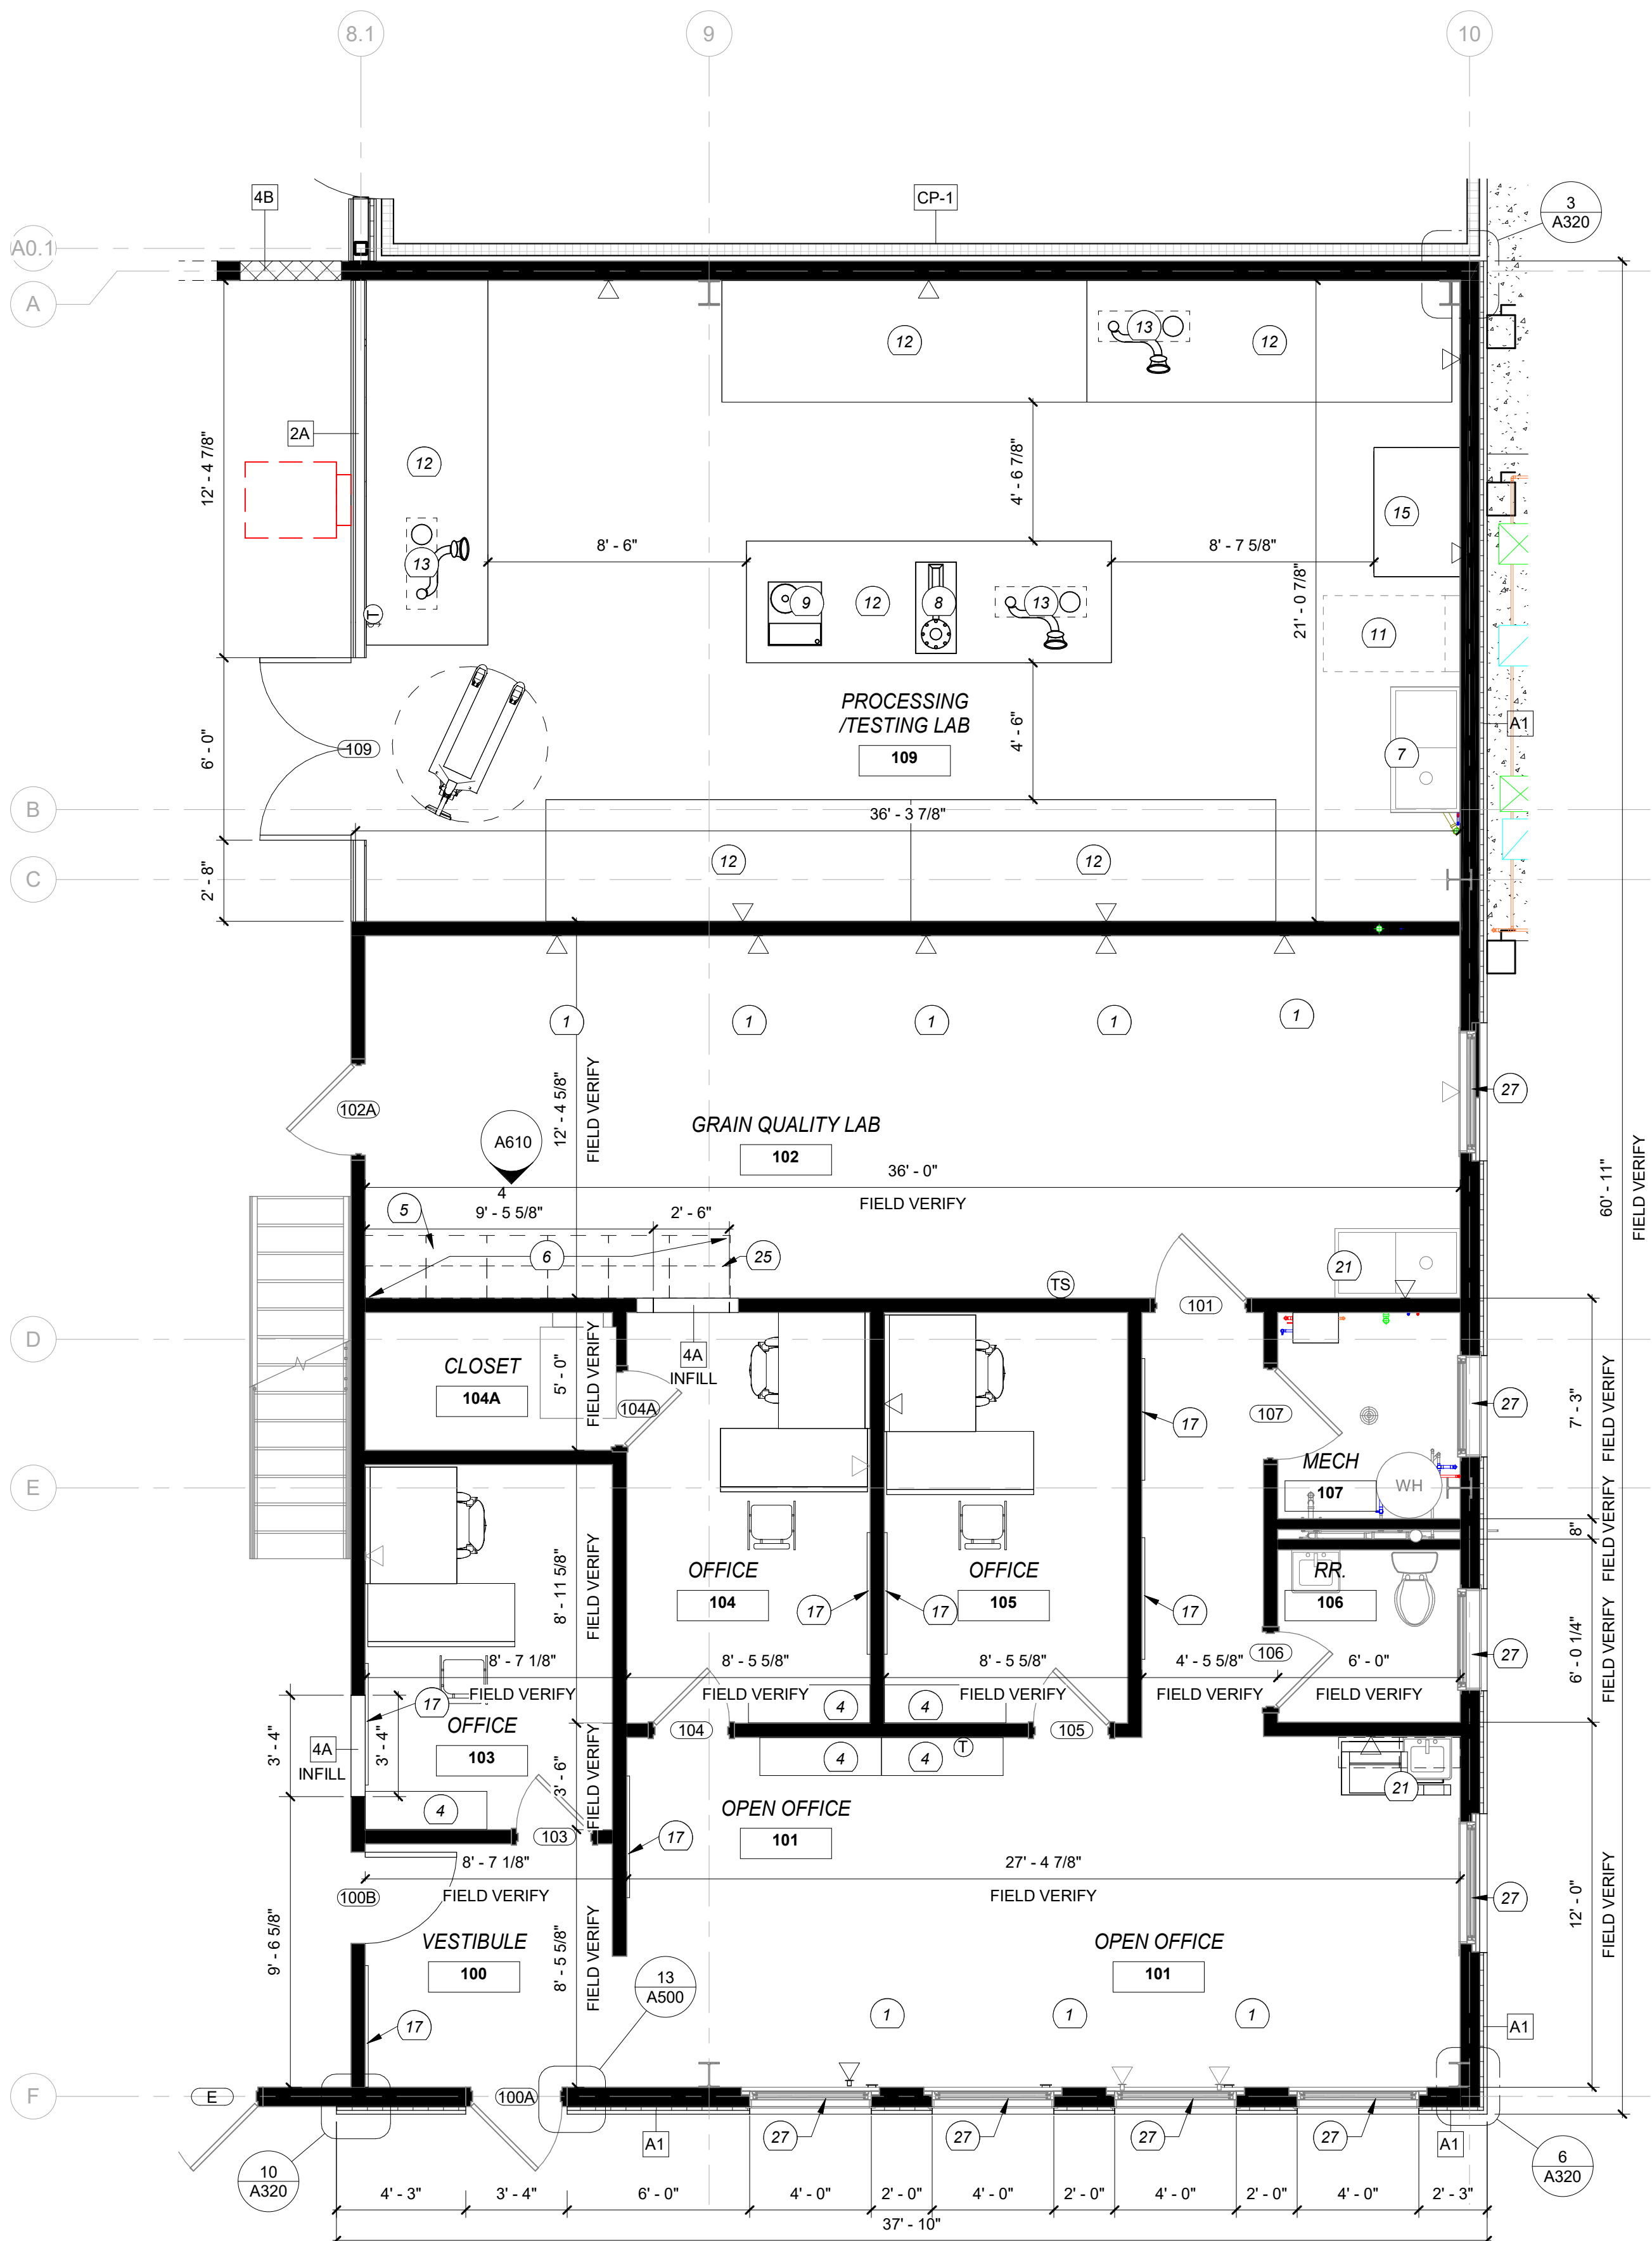 8.1
9
10
4B
CP-1
3
A320
A0.1
A
13
12
12
2A
12' - 4 7/8"
12
4' - 6 7/8"
15
8' - 6"
8' - 7 5/8"
13
21' - 0 7/8"
9
12
8
13
T
11
PROCESSING
/TESTING LAB
109
A1
6' - 0"
109
4' - 6"
7
B
36' - 3 7/8"
12
12
C
2' - 8"
1
1
1
1
1
27
102A
12' - 4 5/8"
FIELD VERIFY
A610
4
GRAIN QUALITY LAB
102
36' - 0"
FIELD VERIFY
60' - 11"
FIELD VERIFY
5
9' - 5 5/8"
2' - 6"
6
25
21
TS
101
D
CLOSET
104A
5' - 0"
FIELD VERIFY
4A
INFILL
104A
17
107
27
7' - 3"
FIELD VERIFY
MECH
107
WH
E
8"
FIELD VERIFY
8' - 11 5/8"
FIELD VERIFY
OFFICE
104
17
17
OFFICE
105
17
RR.
106
106
27
6' - 0 1/4"
FIELD VERIFY
8' - 7 1/8"
FIELD VERIFY
8' - 5 5/8"
FIELD VERIFY
8' - 5 5/8"
FIELD VERIFY
4' - 5 5/8"
FIELD VERIFY
6' - 0"
FIELD VERIFY
17
4
4
OFFICE
103
104
105
3' - 4"
4A
INFILL
3' - 4"
3' - 6"
FIELD VERIFY
4
4
T
21
4
103
17
OPEN OFFICE
101
8' - 7 1/8"
FIELD VERIFY
27' - 4 7/8"
FIELD VERIFY
100B
27
12' - 0"
FIELD VERIFY
9' - 6 5/8"
VESTIBULE
100
8' - 5 5/8"
FIELD VERIFY
OPEN OFFICE
101
13
A500
17
1
1
1
A1
F
E
100A
A1
27
27
27
27
A1
10
A320
6
A320
4' - 3"
3' - 4"
6' - 0"
4' - 0"
2' - 0"
4' - 0"
2' - 0"
4' - 0"
2' - 0"
4' - 0"
2' - 3"
37' - 10"